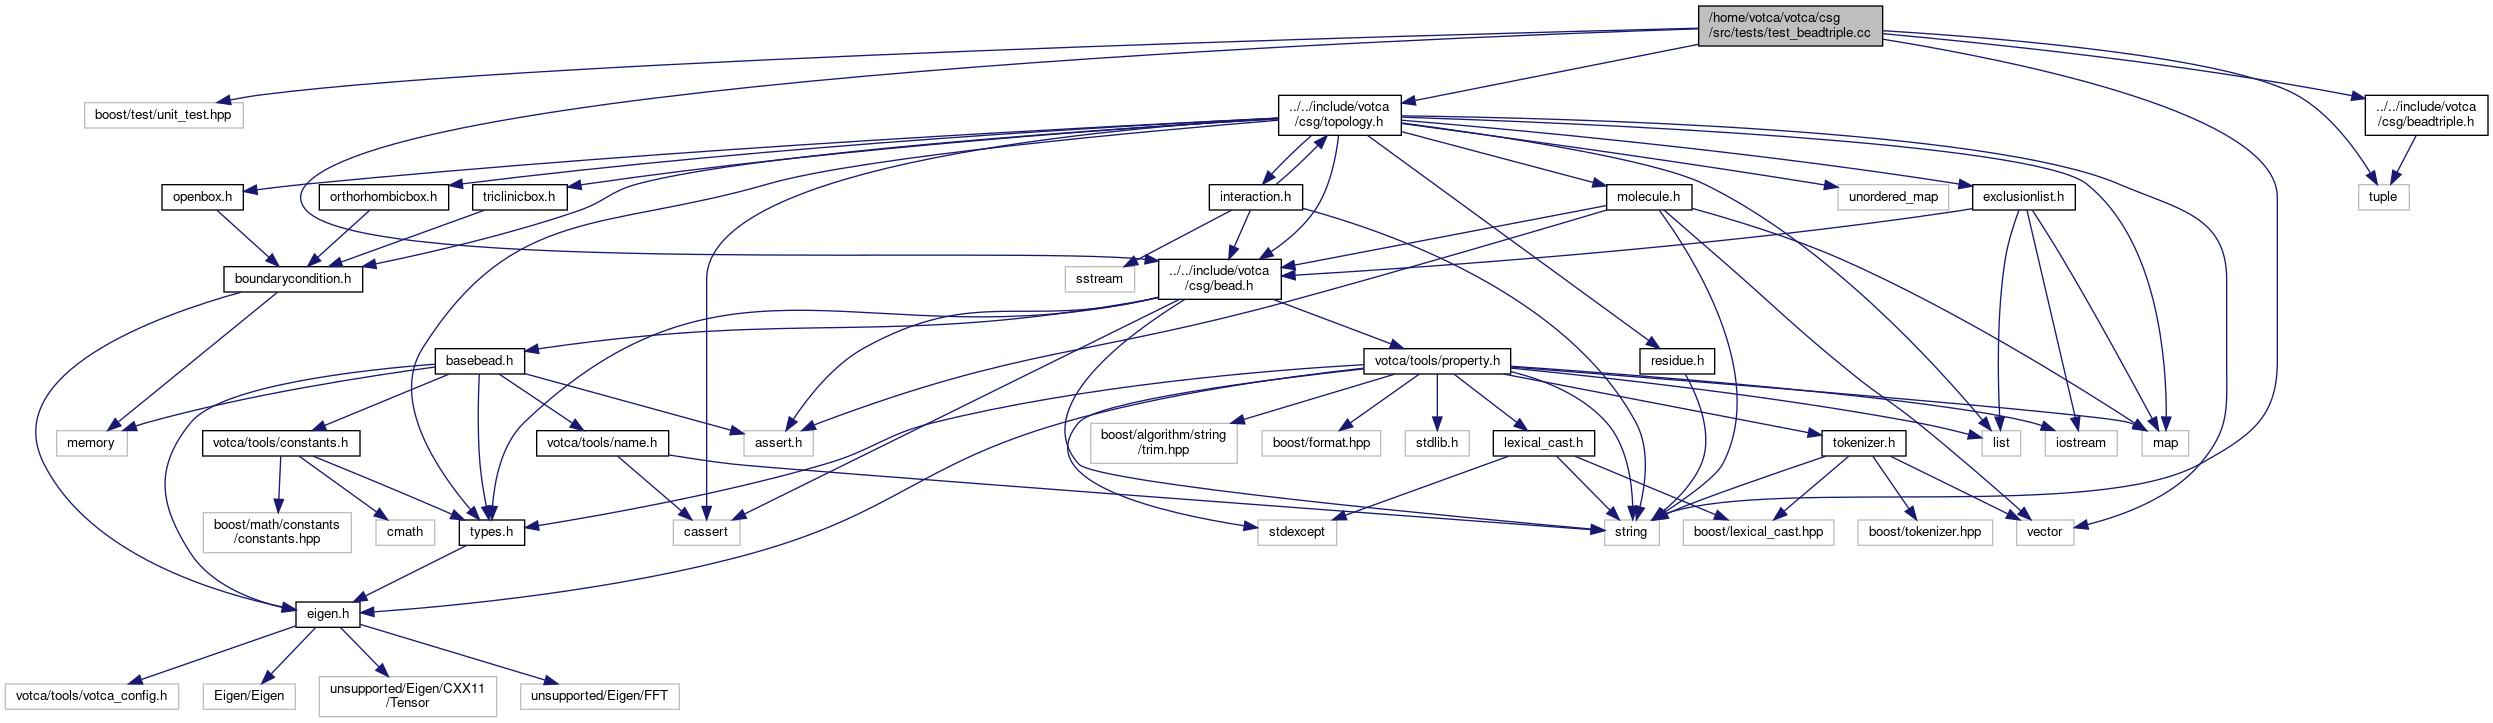 /home/votca/votca/csg
/src/tests/test_beadtriple.cc
boost/test/unit_test.hpp
../../include/votca
/csg/topology.h
../../include/votca
/csg/beadtriple.h
openbox.h
orthorhombicbox.h
triclinicbox.h
interaction.h
molecule.h
unordered_map
exclusionlist.h
tuple
boundarycondition.h
sstream
../../include/votca
/csg/bead.h
basebead.h
votca/tools/property.h
residue.h
memory
votca/tools/constants.h
votca/tools/name.h
assert.h
boost/algorithm/string
/trim.hpp
boost/format.hpp
stdlib.h
lexical_cast.h
tokenizer.h
list
iostream
map
boost/math/constants
/constants.hpp
cmath
types.h
cassert
stdexcept
string
boost/lexical_cast.hpp
boost/tokenizer.hpp
vector
eigen.h
votca/tools/votca_config.h
Eigen/Eigen
unsupported/Eigen/CXX11
/Tensor
unsupported/Eigen/FFT